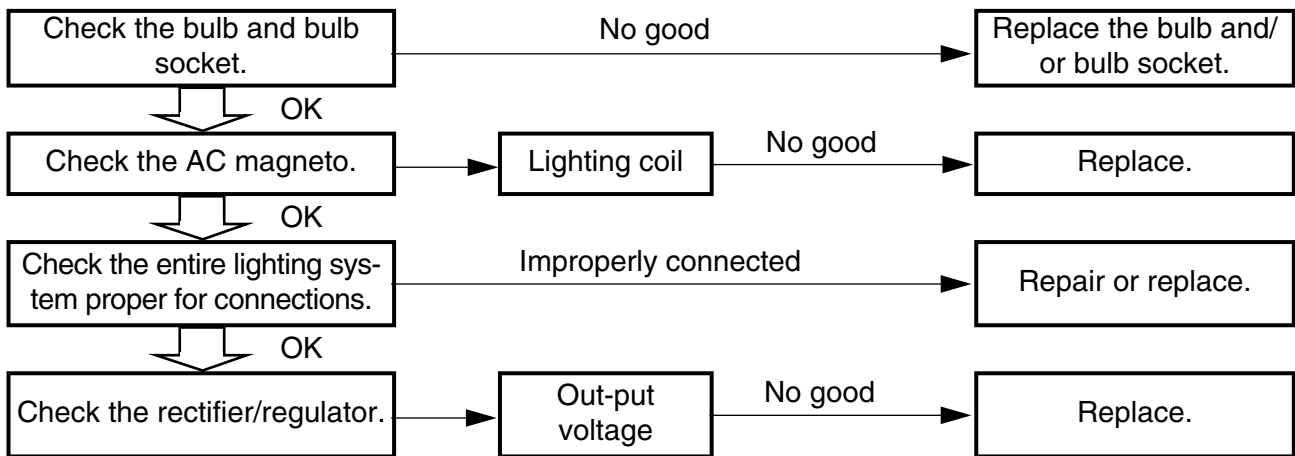 Check the bulb and bulb
socket.
No good
Replace the bulb and/
or bulb socket.
OK
Check the AC magneto.
Lighting coil
No good
Replace.
OK
Check the entire lighting sys-
tem proper for connections.
Improperly connected
Repair or replace.
OK
Check the rectifier/regulator.
Out-put
voltage
No good
Replace.